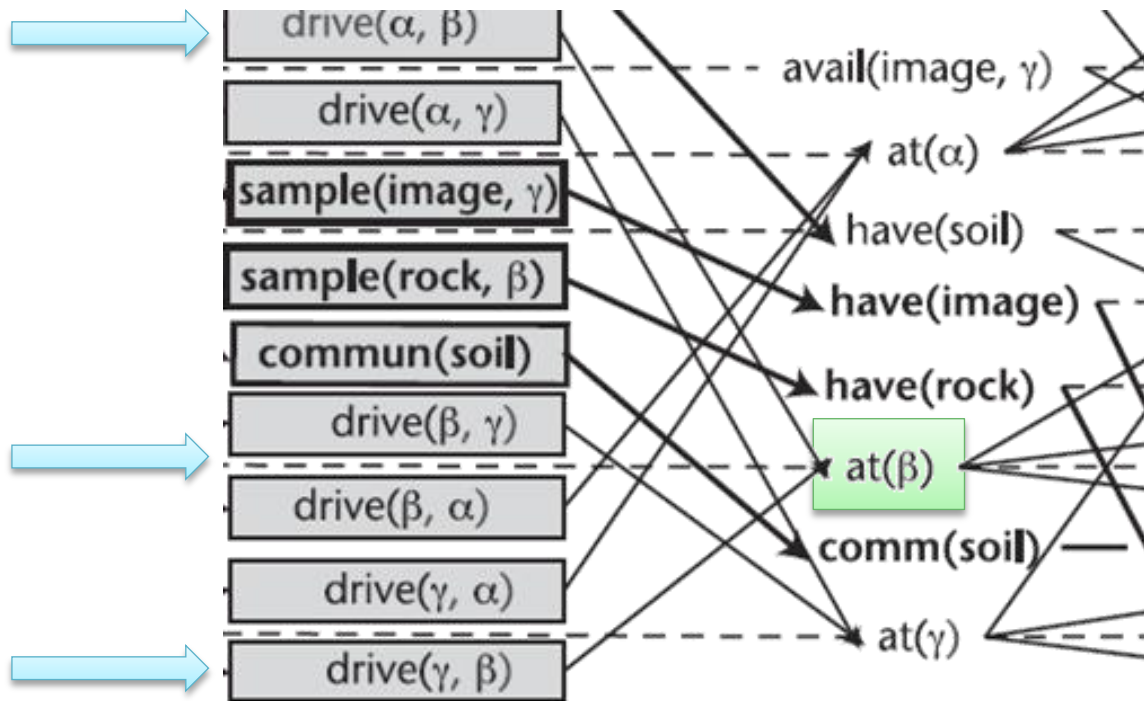 drive(α, β)
drive(α, γ)
sample(image, γ)
sample(rock, β)
commun(soil)
drive(β, γ)
drive(β, α)
drive(γ, α)
drive(γ, β)
avail(image, γ)
at(α)
have(soil)
have(image)
have(rock)
at(β)
comm(soil)
at(γ)